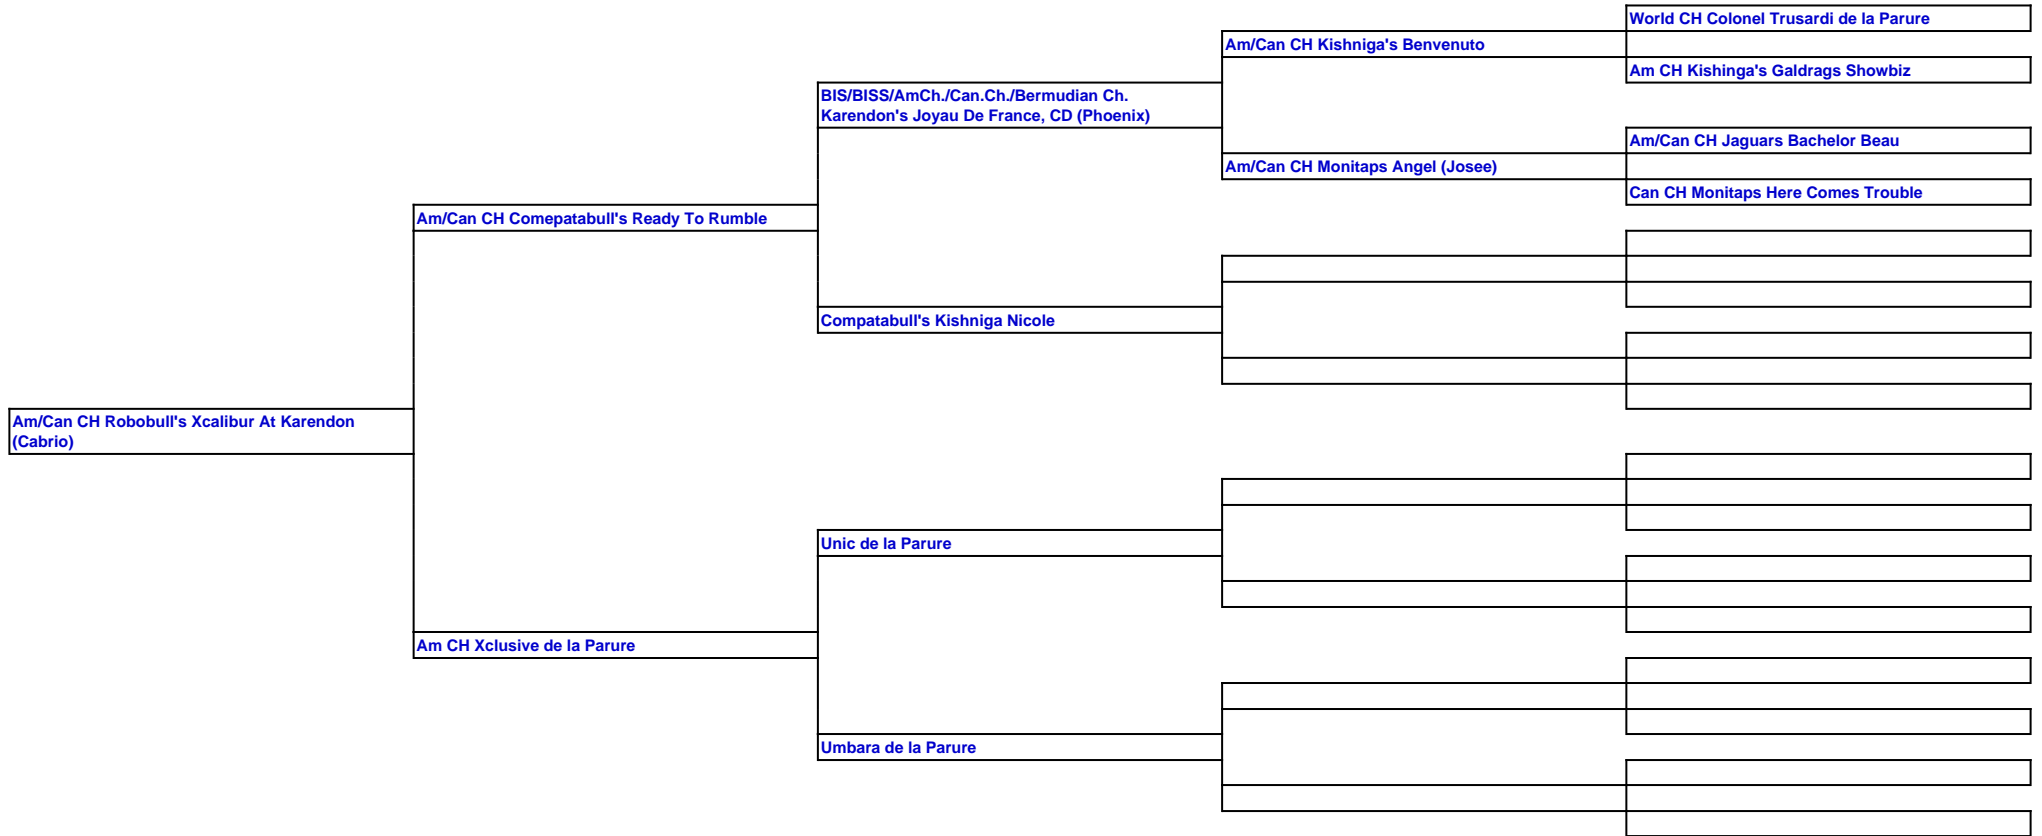 World CH Colonel Trusardi de la Parure
Am/Can CH Kishniga's Benvenuto
Am CH Kishinga's Galdrags Showbiz
BIS/BISS/AmCh./Can.Ch./Bermudian Ch.
Karendon's Joyau De France, CD (Phoenix)
Am/Can CH Jaguars Bachelor Beau
Am/Can CH Monitaps Angel (Josee)
Can CH Monitaps Here Comes Trouble
Am/Can CH Comepatabull's Ready To Rumble
Compatabull's Kishniga Nicole
Am/Can CH Robobull's Xcalibur At Karendon
(Cabrio)
Unic de la Parure
Am CH Xclusive de la Parure
Umbara de la Parure